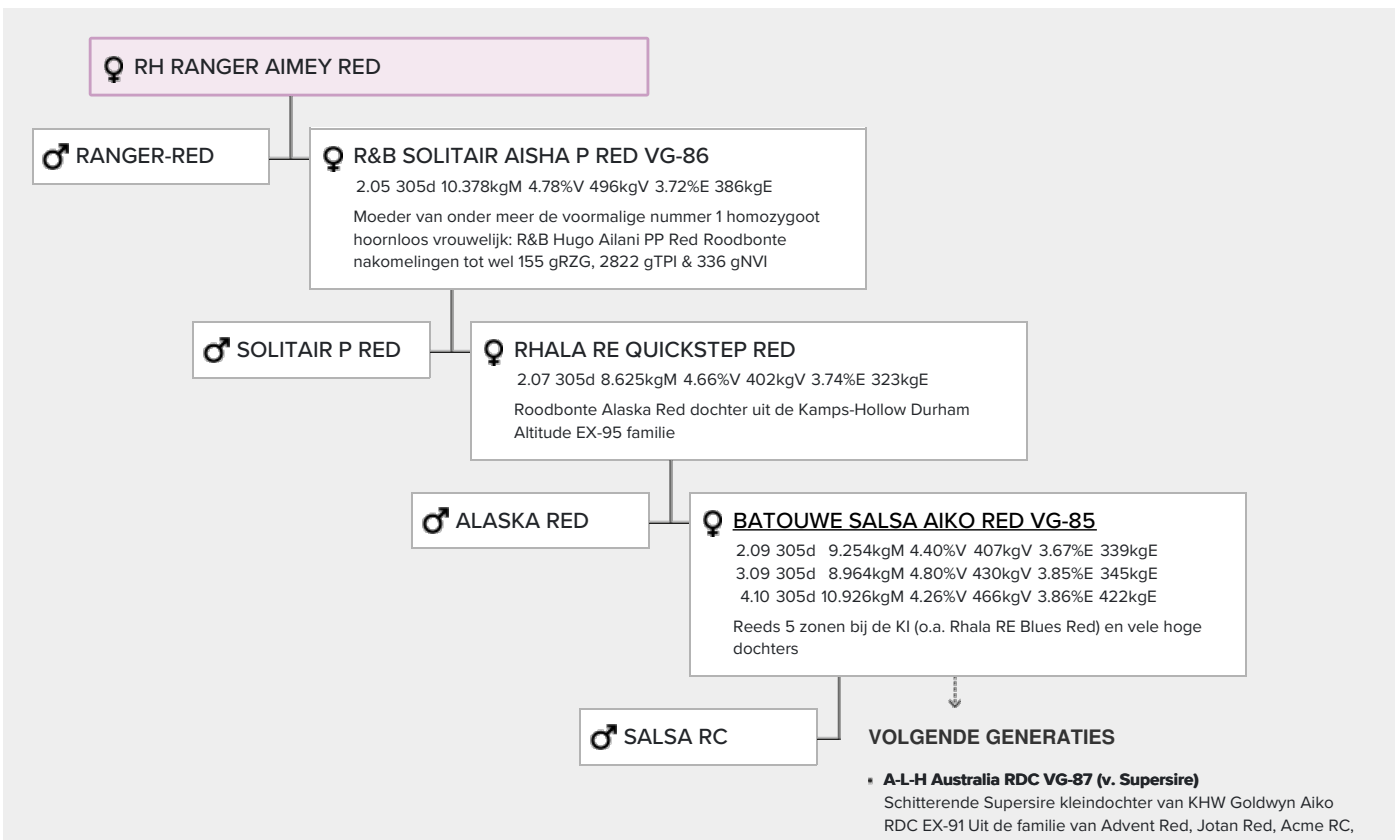 RH RANGER AIMEY RED
RANGER-RED
R&B SOLITAIR AISHA P RED VG-86
2.05 305d 10.378kgM 4.78%V 496kgV 3.72%E 386kgE
Moeder van onder meer de voormalige nummer 1 homozygoot
hoornloos vrouwelijk: R&B Hugo Ailani PP Red Roodbonte
nakomelingen tot wel 155 gRZG, 2822 gTPI & 336 gNVI
SOLITAIR P RED
RHALA RE QUICKSTEP RED
2.07 305d 8.625kgM 4.66%V 402kgV 3.74%E 323kgE
Roodbonte Alaska Red dochter uit de Kamps-Hollow Durham
Altitude EX-95 familie
ALASKA RED
BATOUWE SALSA AIKO RED VG-85
2.09 305d 9.254kgM 4.40%V 407kgV 3.67%E 339kgE
3.09 305d 8.964kgM 4.80%V 430kgV 3.85%E 345kgE
4.10 305d 10.926kgM 4.26%V 466kgV 3.86%E 422kgE
Reeds 5 zonen bij de KI (o.a. Rhala RE Blues Red) en vele hoge
dochters
SALSA RC
VOLGENDE GENERATIES
▪ A-L-H Australia RDC VG-87 (v. Supersire)
Schitterende Supersire kleindochter van KHW Goldwyn Aiko
RDC EX-91 Uit de familie van Advent Red, Jotan Red, Acme RC,